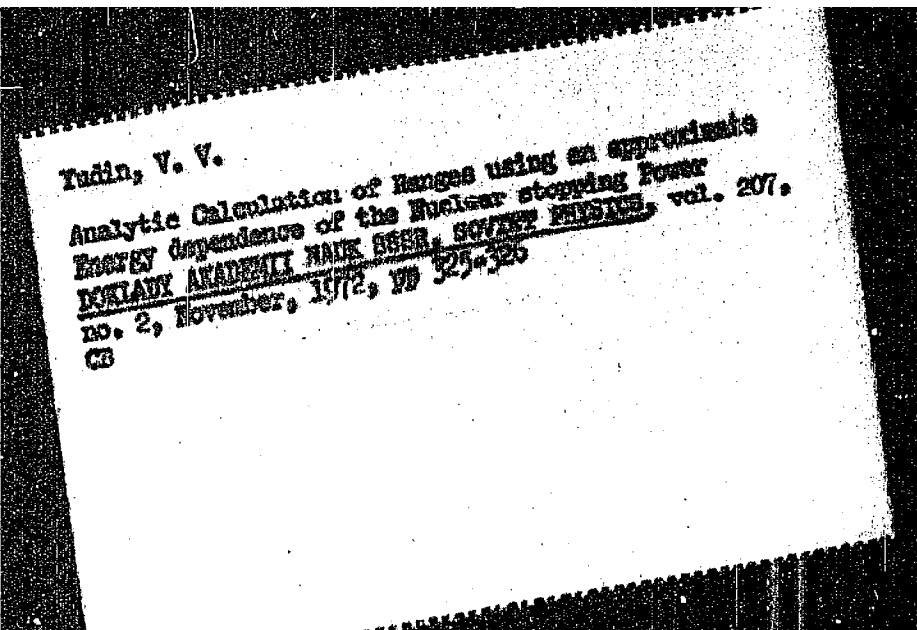 Yudin, V. V.
Analytic Calculation of Ranges using an approximate
Energy dependence of the Nuclear stopping Power
DOKLADY AKADEMII NAUK SSSR, SOVIET PHYSICS, vol. 207,
no. 2, November, 1972, pp 325-326
CB